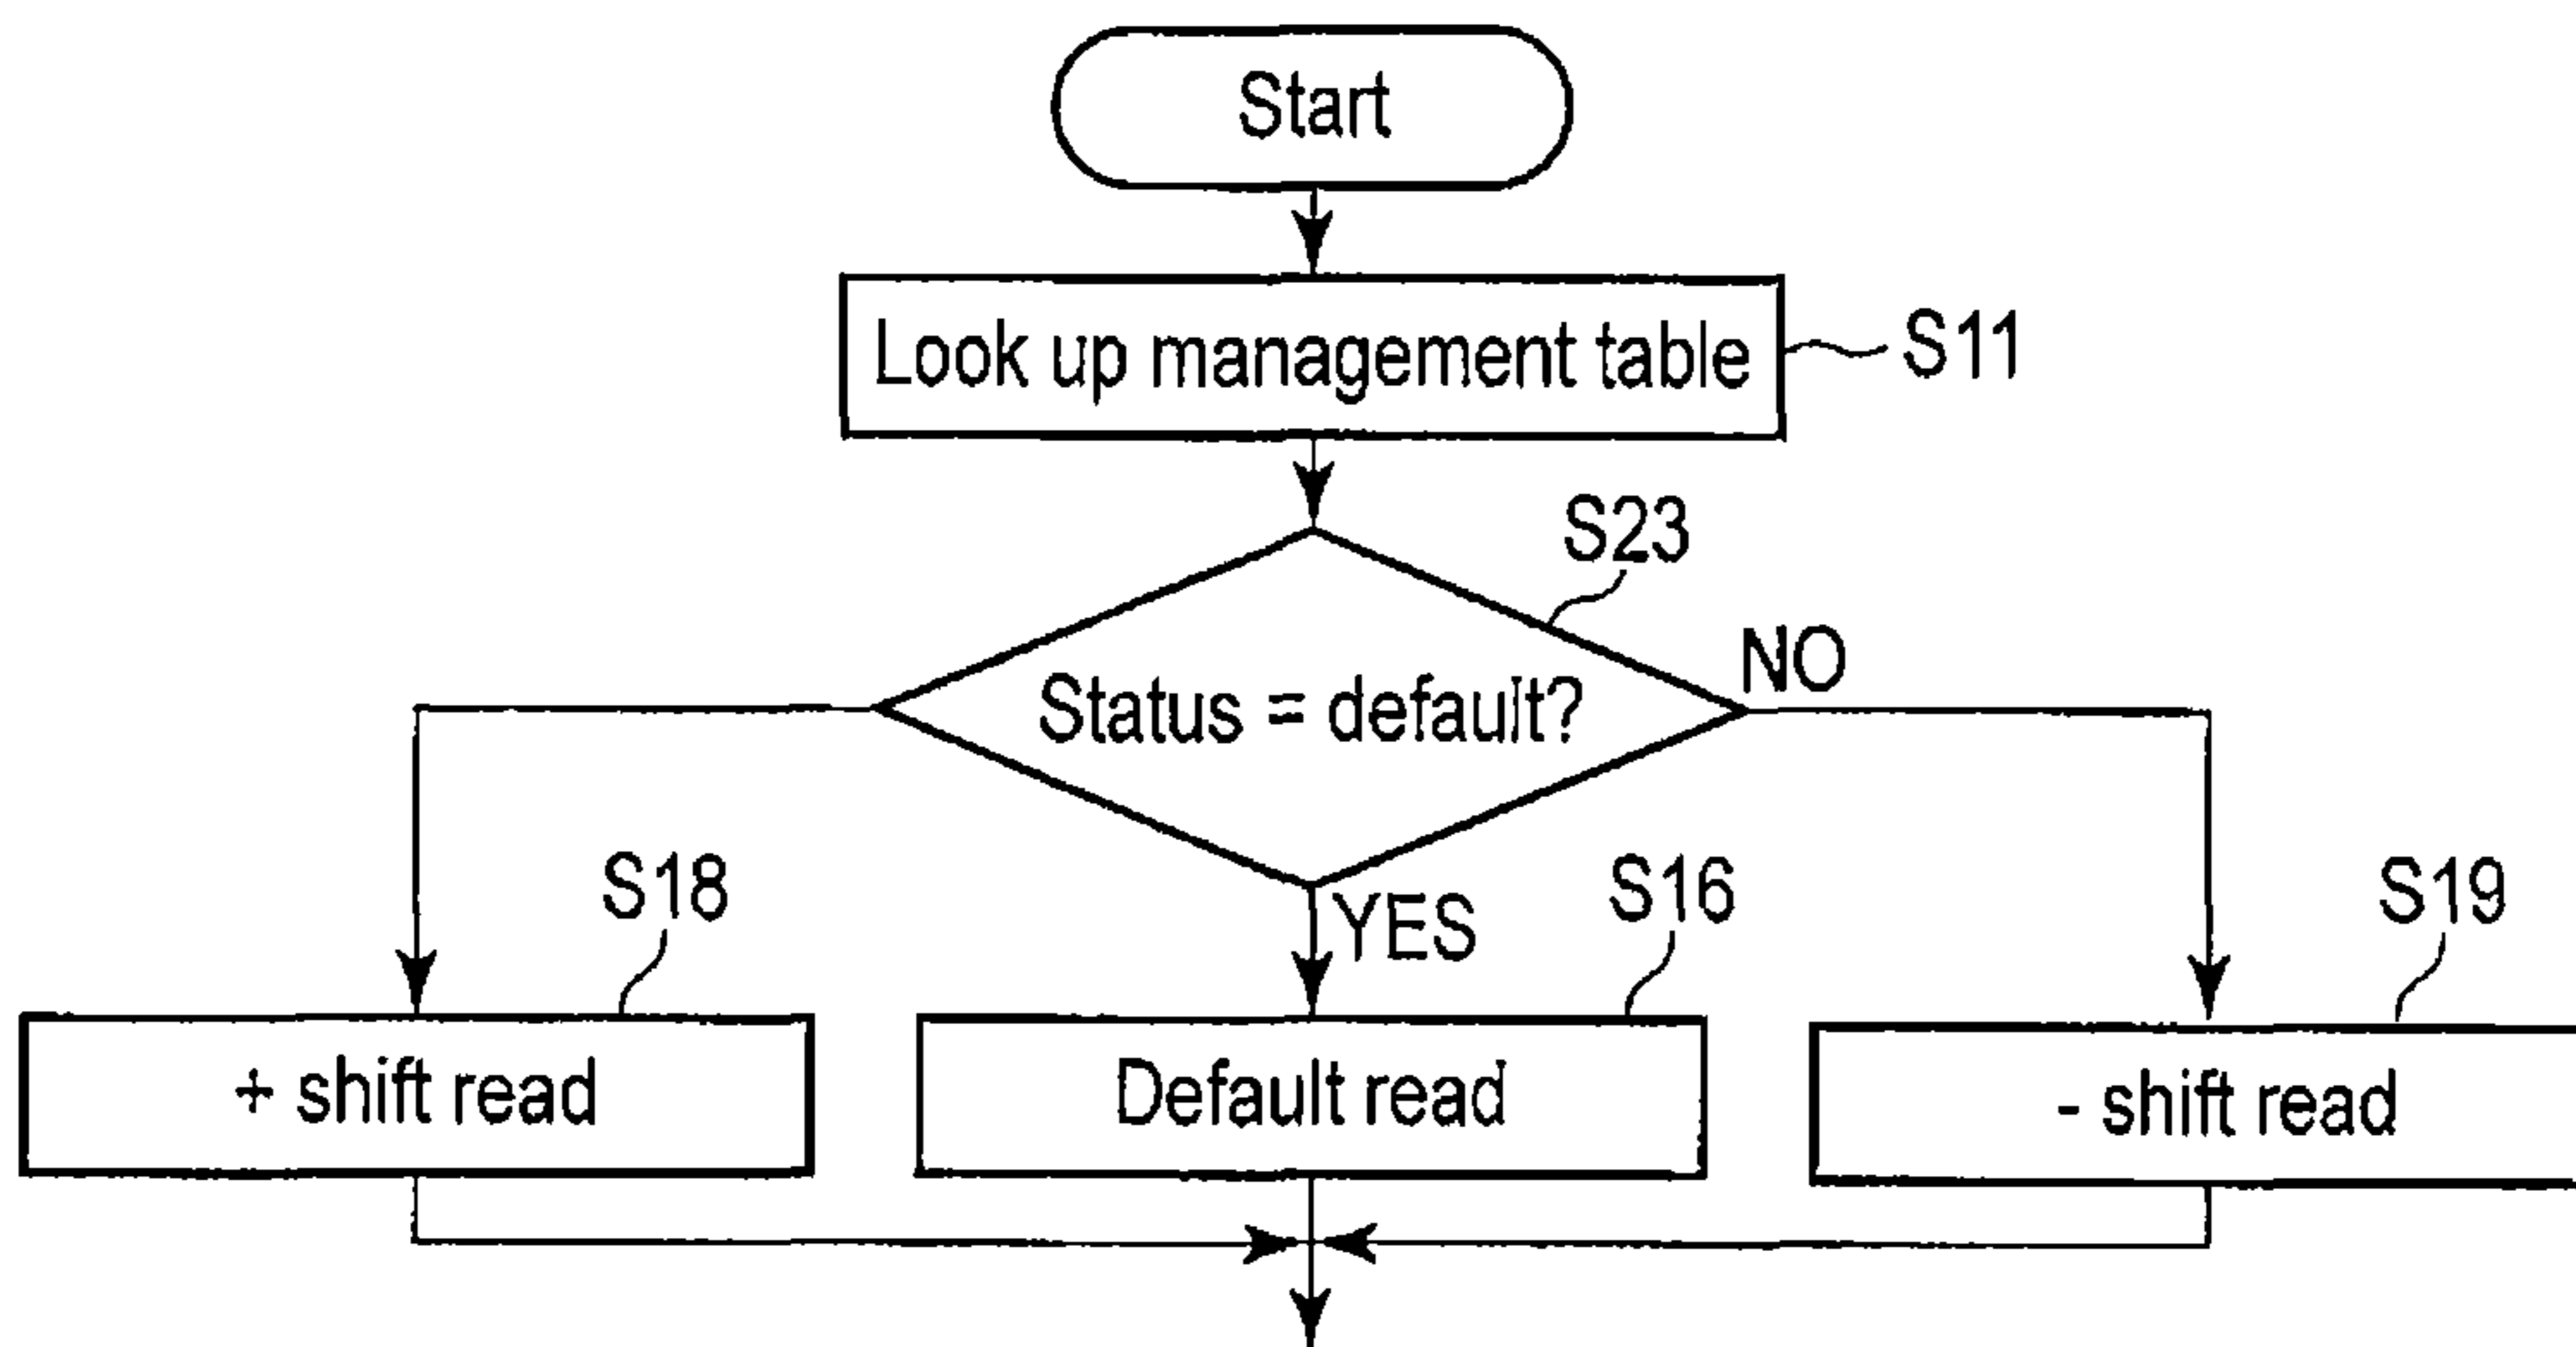 Start
Look up management table
S11
S23
Status = default?
NO
YES
S18
S16
S19
+ shift read
Default read
- shift read